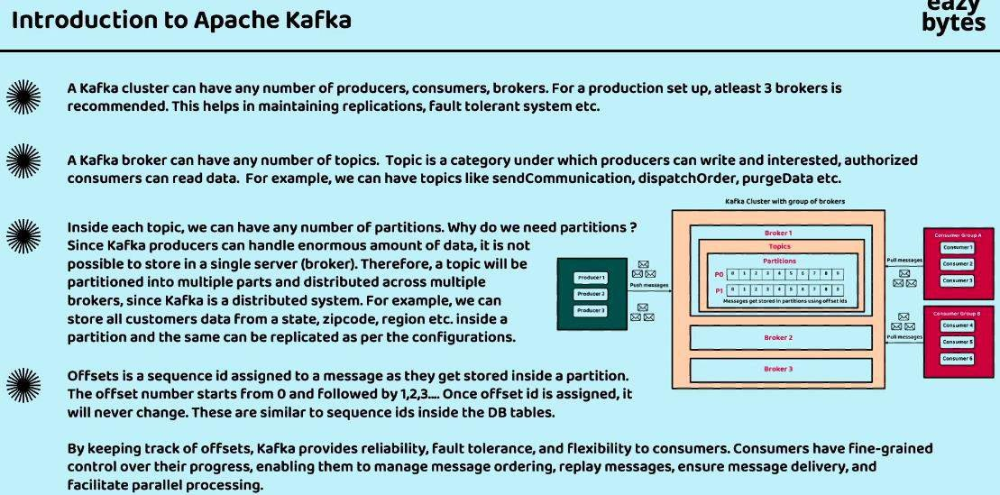 Introduction to Apache Kafka
eazy
bytes
A Kafka cluster can have any number of producers, consumers, brokers. For a production set up, atleast 3 brokers is
recommended. This helps in maintaining replications, fault tolerant system etc.
A Kafka broker can have any number of topics. Topic is a category under which producers can write and interested, authorized
consumers can read data. For example, we can have topics like sendCommunication, dispatchOrder, purgeData etc.
Inside each topic, we can have any number of partitions. Why do we need partitions ?
Since Kafka producers can handle enormous amount of data, it is not
possible to store in a single server (broker). Therefore, a topic will be
partitioned into multiple parts and distributed across multiple
brokers, since Kafka is a distributed system. For example, we can
store all customers data from a state, zipcode, region etc. inside a
partition and the same can be replicated as per the configurations.
Kafka Cluster with group of brokers
Producer 1
Producer 2
Producer 3
Push messages
Broker 1
Topics
Partitions
P0 0 1 2 3 4 5 6 7 8 9
P1 0 1 2 3 4 5 6 7 8 9
Messages get stored in partitions using offset ids
Broker 2
Broker 3
Pull messages
Pull messages
Consumer Group A
Consumer 1
Consumer 2
Consumer 3
Consumer Group B
Consumer 4
Consumer 5
Consumer 6
Offsets is a sequence id assigned to a message as they get stored inside a partition.
The offset number starts from 0 and followed by 1,2,3.... Once offset id is assigned, it
will never change. These are similar to sequence ids inside the DB tables.
By keeping track of offsets, Kafka provides reliability, fault tolerance, and flexibility to consumers. Consumers have fine-grained
control over their progress, enabling them to manage message ordering, replay messages, ensure message delivery, and
facilitate parallel processing.